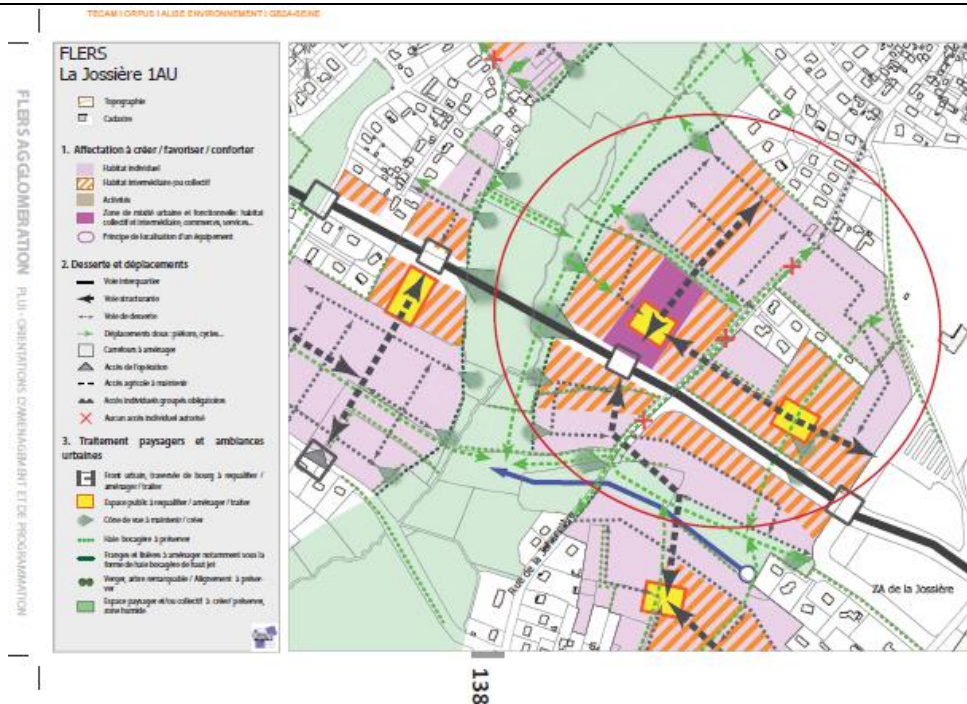 TECAM I ORPUS I ALISE ENVIRONNEMENT I GEDA-SEINE
FLERS AGGLOMERATION PLUi - ORIENTATIONS D'AMENAGEMENT ET DE PROGRAMMATION
FLERS
La Jossière 1AU
Topographie
Cadastre
1. Affectation à créer / favoriser / conforter
Habitat individuel
Habitat intermédiaire ou collectif
Activités
Zone de mixité urbaine et fonctionnelle: habitat
collectif et intermédiaire, commerces, services...
Principe de localisation d'un équipement
2. Desserte et déplacements
Voie interquartier
Voie structurante
Voie de desserte
Déplacements doux : piétons, cycles...
Carrefours à aménager
Accès de l'opération
Accès agricole à maintenir
Accès individuels groupés obligatoires
Aucun accès individuel autorisé
3. Traitement paysagers et ambiances
urbaines
Front urbain, traversée de bourg à requalifier /
aménager / traiter
Espace public à requalifier / aménager / traiter
Cône de vue à maintenir / créer
Haie bocagère à préserver
Franges et lisières à aménager notamment sous la
forme de haie bocagère de haut jet
Verger, arbre remarquable / Alignement à préser-
ver
Espace paysager et/ou collectif à créer/ préserver,
zone humide
Rue de la
ZA de la Jossière
138